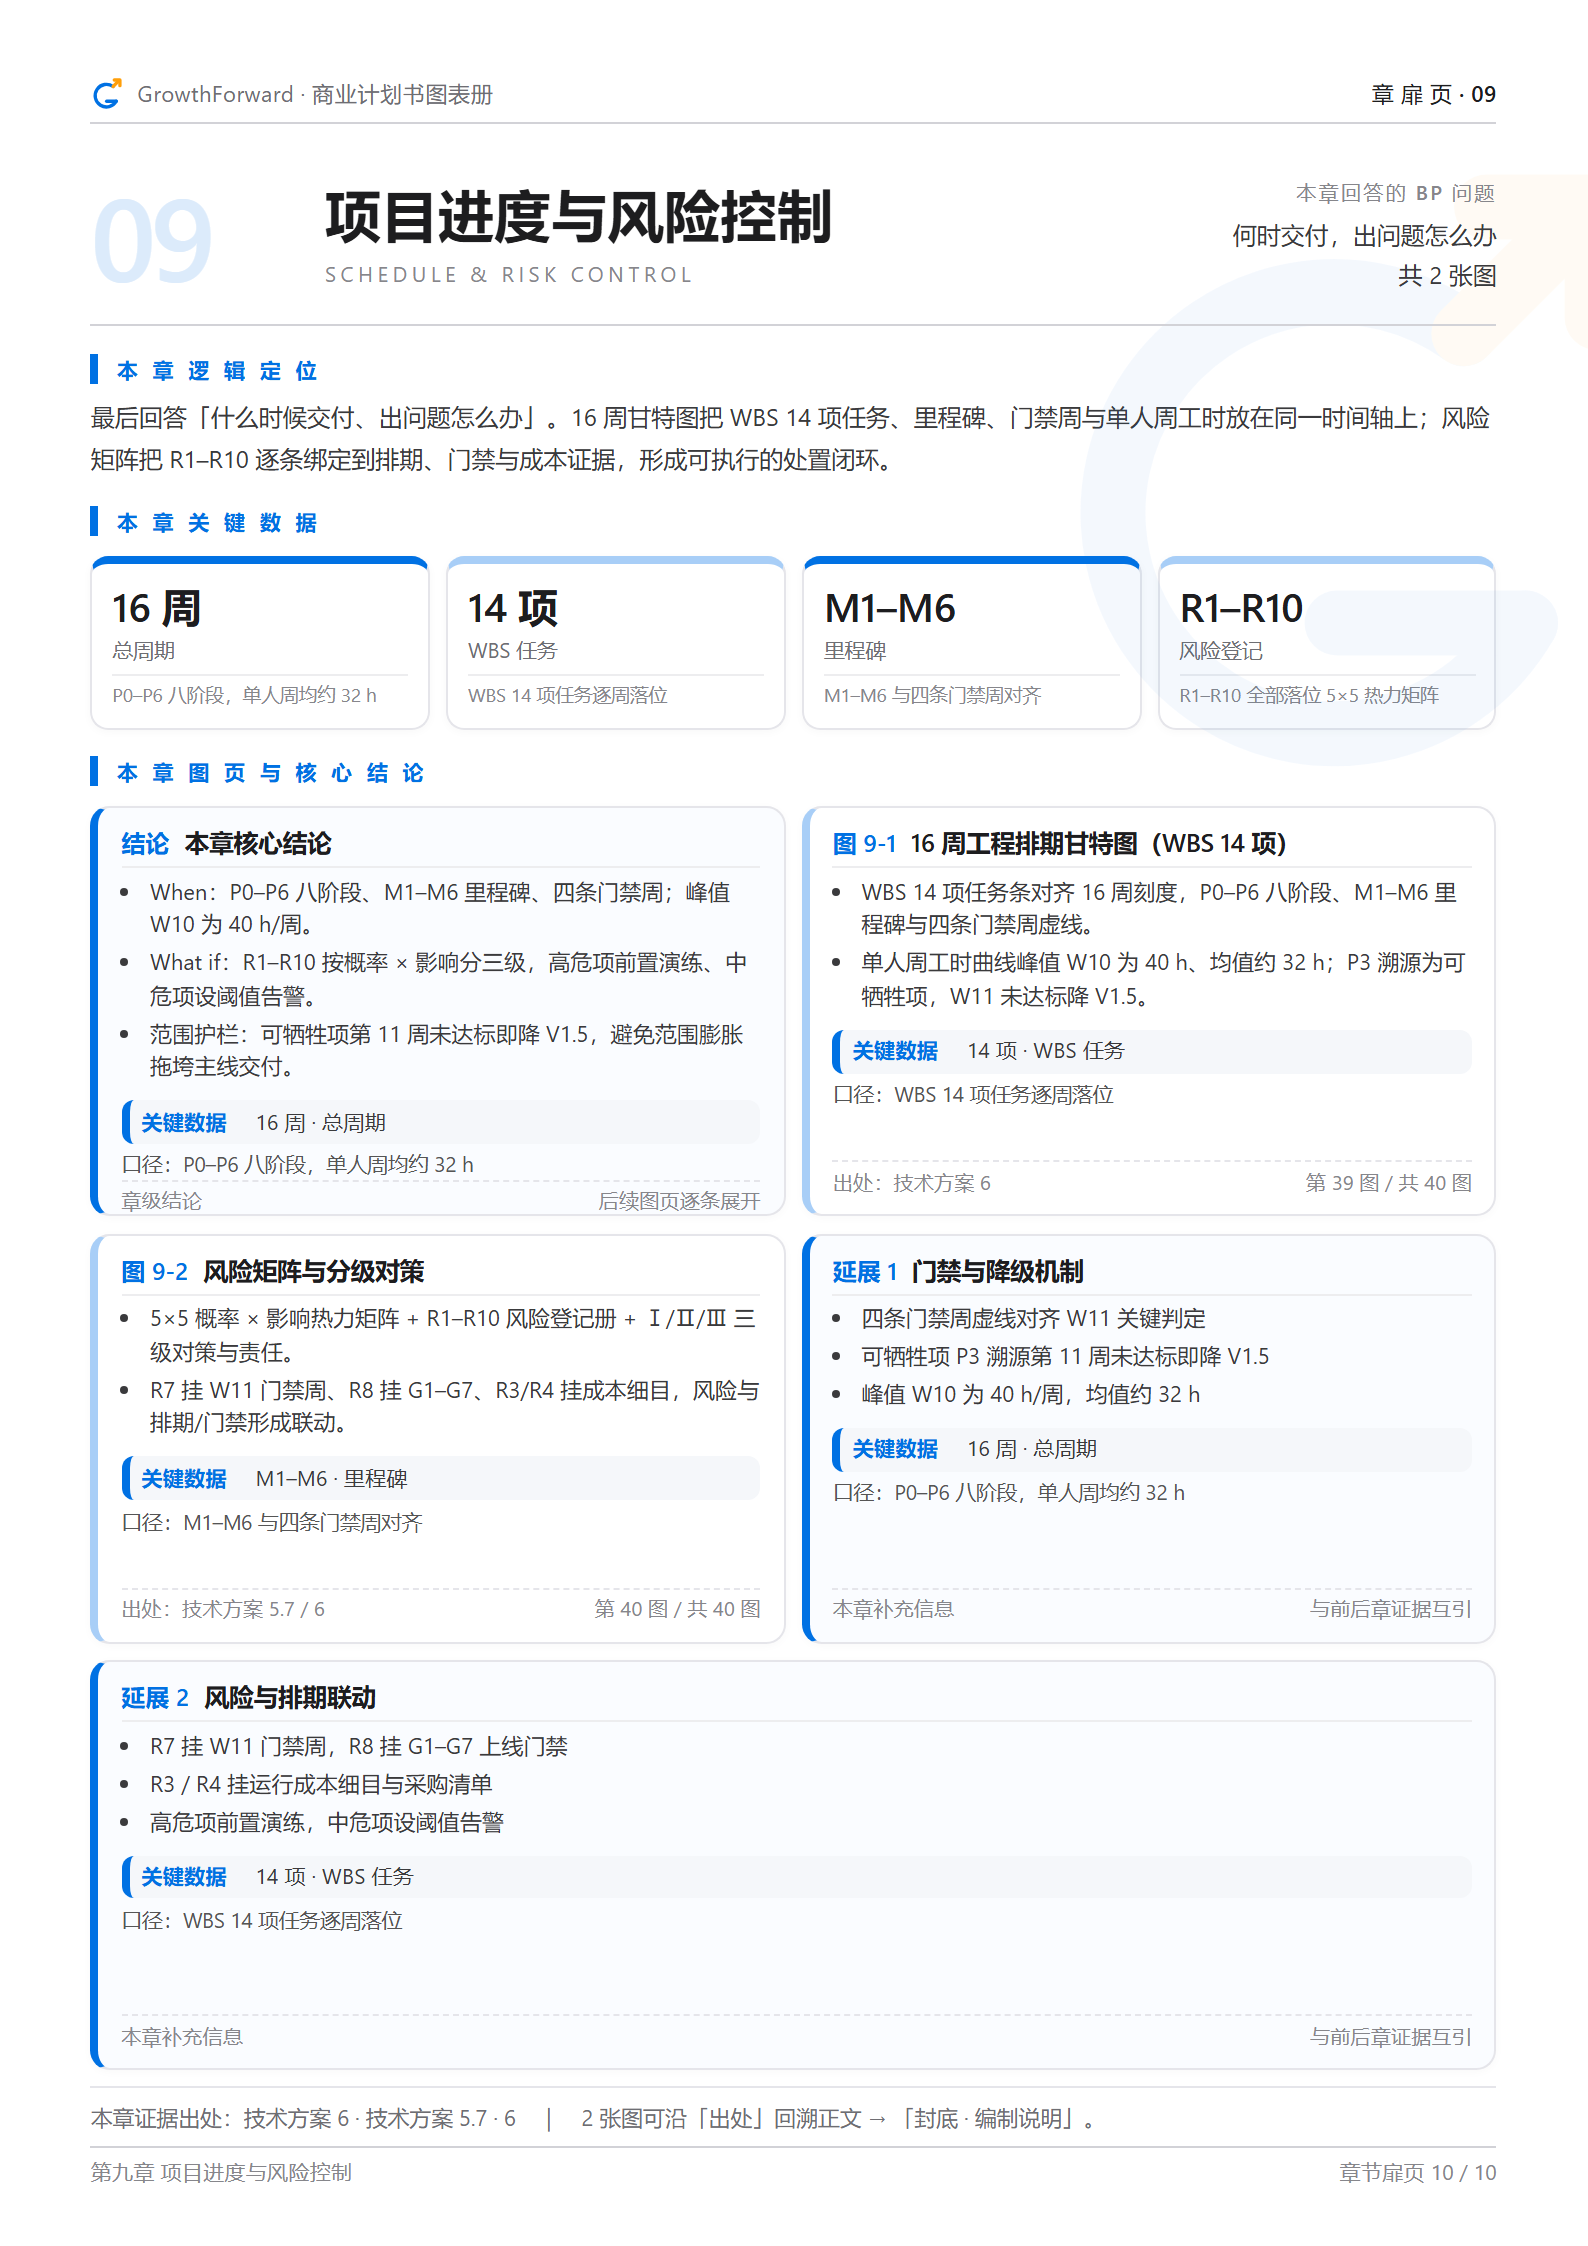 GrowthForward · 商业计划书图表册
章 扉 页 · 09
09
项目进度与风险控制
SCHEDULE & RISK CONTROL
本章回答的 BP 问题
何时交付，出问题怎么办
共 2 张图
本章逻辑定位
最后回答「什么时候交付、出问题怎么办」。16 周甘特图把 WBS 14 项任务、里程碑、门禁周与单人周工时放在同一时间轴上；风险
矩阵把 R1–R10 逐条绑定到排期、门禁与成本证据，形成可执行的处置闭环。
本章关键数据
16 周
总周期
P0–P6 八阶段，单人周均约 32 h
14 项
WBS 任务
WBS 14 项任务逐周落位
M1–M6
里程碑
M1–M6 与四条门禁周对齐
R1–R10
风险登记
R1–R10 全部落位 5×5 热力矩阵
本章图页与核心结论
结论 本章核心结论
• When：P0–P6 八阶段、M1–M6 里程碑、四条门禁周；峰值
W10 为 40 h/周。
• What if：R1–R10 按概率 × 影响分三级，高危项前置演练、中
危项设阈值告警。
• 范围护栏：可牺牲项第 11 周未达标即降 V1.5，避免范围膨胀
拖垮主线交付。
关键数据 16 周 · 总周期
口径：P0–P6 八阶段，单人周均约 32 h
章级结论 后续图页逐条展开
图 9-1 16 周工程排期甘特图（WBS 14 项）
• WBS 14 项任务条对齐 16 周刻度，P0–P6 八阶段、M1–M6 里
程碑与四条门禁周虚线。
• 单人周工时曲线峰值 W10 为 40 h、均值约 32 h；P3 溯源为可
牺牲项，W11 未达标降 V1.5。
关键数据 14 项 · WBS 任务
口径：WBS 14 项任务逐周落位
出处：技术方案 6 第 39 图 / 共 40 图
图 9-2 风险矩阵与分级对策
• 5×5 概率 × 影响热力矩阵 + R1–R10 风险登记册 + Ⅰ/Ⅱ/Ⅲ 三
级对策与责任。
• R7 挂 W11 门禁周、R8 挂 G1–G7、R3/R4 挂成本细目，风险与
排期/门禁形成联动。
关键数据 M1–M6 · 里程碑
口径：M1–M6 与四条门禁周对齐
出处：技术方案 5.7 / 6 第 40 图 / 共 40 图
延展 1 门禁与降级机制
• 四条门禁周虚线对齐 W11 关键判定
• 可牺牲项 P3 溯源第 11 周未达标即降 V1.5
• 峰值 W10 为 40 h/周，均值约 32 h
关键数据 16 周 · 总周期
口径：P0–P6 八阶段，单人周均约 32 h
本章补充信息 与前后章证据互引
延展 2 风险与排期联动
• R7 挂 W11 门禁周，R8 挂 G1–G7 上线门禁
• R3 / R4 挂运行成本细目与采购清单
• 高危项前置演练，中危项设阈值告警
关键数据 14 项 · WBS 任务
口径：WBS 14 项任务逐周落位
本章补充信息 与前后章证据互引
本章证据出处：技术方案 6 · 技术方案 5.7 · 6 | 2 张图可沿「出处」回溯正文 → 「封底 · 编制说明」。
第九章 项目进度与风险控制 章节扉页 10 / 10